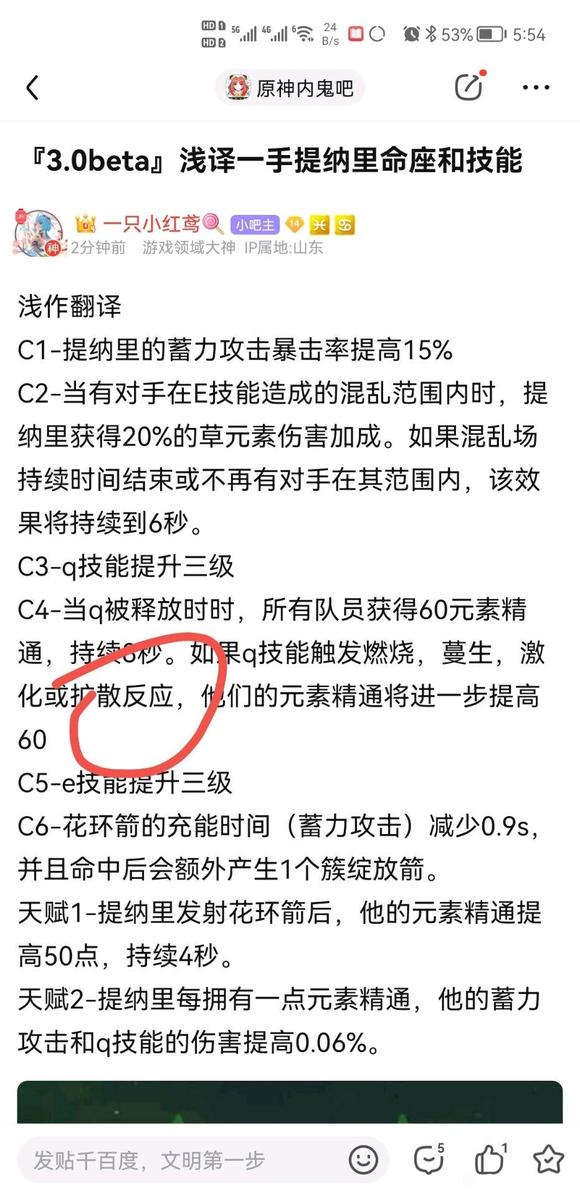 HD 1 5G 4G 6 24 53% 5:54
HD 2 B/s
原神内鬼吧
『3.0beta』浅译一手提纳里命座和技能
一只小红鸢🍭 小吧主 14
神 2分钟前 游戏领域大神 IP属地:山东
浅作翻译
C1-提纳里的蓄力攻击暴击率提高15%
C2-当有对手在E技能造成的混乱范围内时，提
纳里获得20%的草元素伤害加成。如果混乱场
持续时间结束或不再有对手在其范围内，该效
果将持续到6秒。
C3-q技能提升三级
C4-当q被释放时时，所有队员获得60元素精
通，持续8秒。如果q技能触发燃烧，蔓生，激
化或扩散反应，他们的元素精通将进一步提高
60
C5-e技能提升三级
C6-花环箭的充能时间（蓄力攻击）减少0.9s，
并且命中后会额外产生1个簇绽放箭。
天赋1-提纳里发射花环箭后，他的元素精通提
高50点，持续4秒。
天赋2-提纳里每拥有一点元素精通，他的蓄力
攻击和q技能的伤害提高0.06%。
发贴千百度，文明第一步 5 1